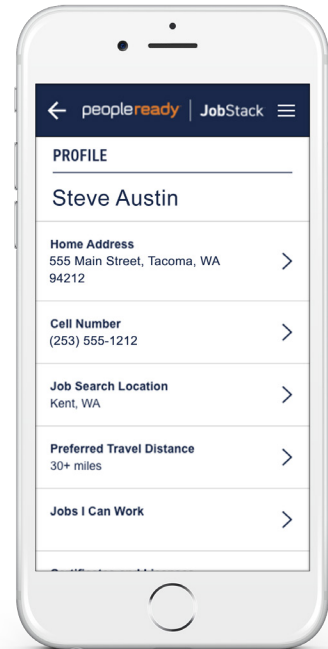 peopleready | JobStack
PROFILE
Steve Austin
Home Address
555 Main Street, Tacoma, WA
94212
Cell Number
(253) 555-1212
Job Search Location
Kent, WA
Preferred Travel Distance
30+ miles
Jobs I Can Work